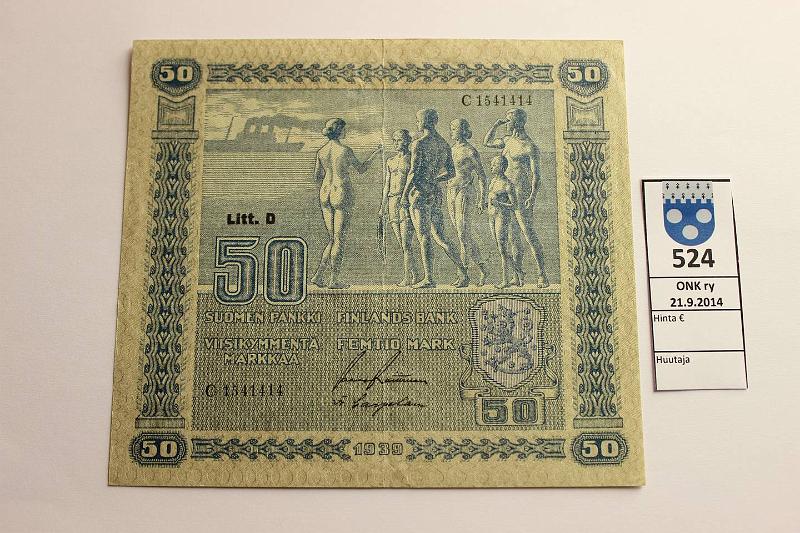 50 50
C 1541414
Litt. D
50
SUOMEN PANKKI FINLANDS BANK
VIISIKYMMENTÄ FEMTIO MARK
MARKKAA
C 1541414
50
50 1939 50
524
ONK ry
21.9.2014
Hinta €
Huutaja